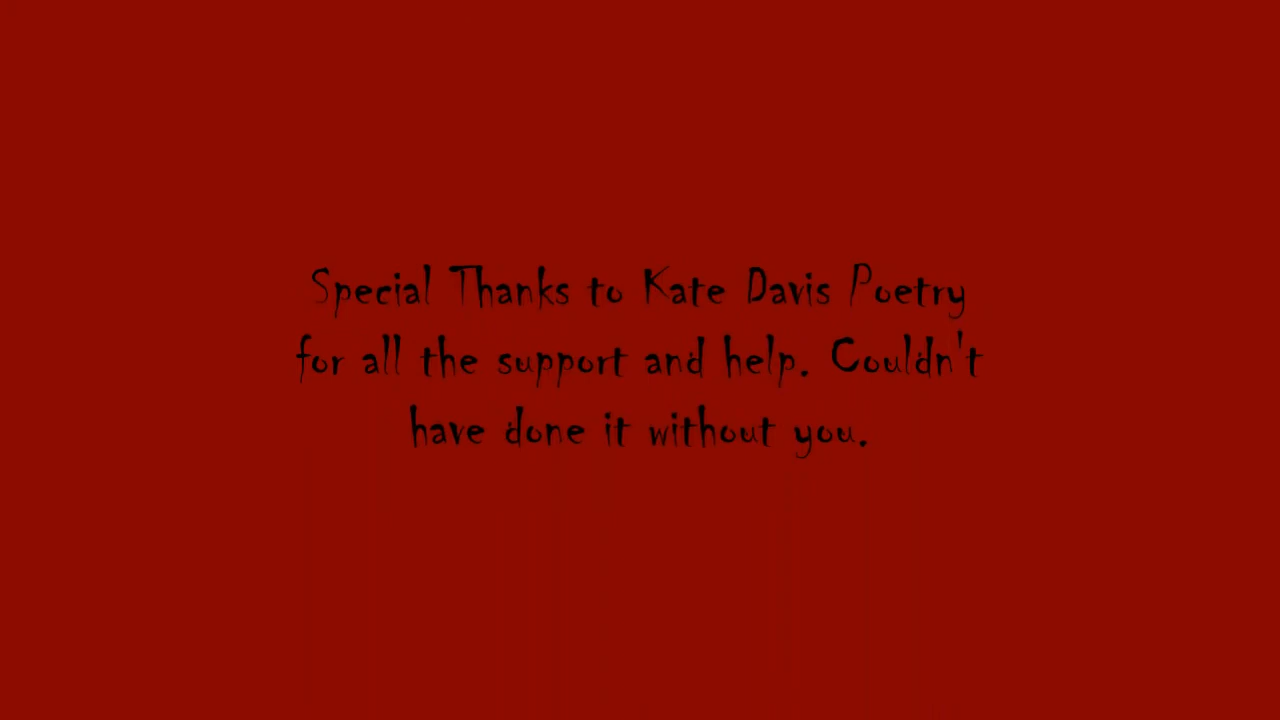 Special Thanks to Kate Davis Poetry
for all the support and help. Couldn't
have done it without you.